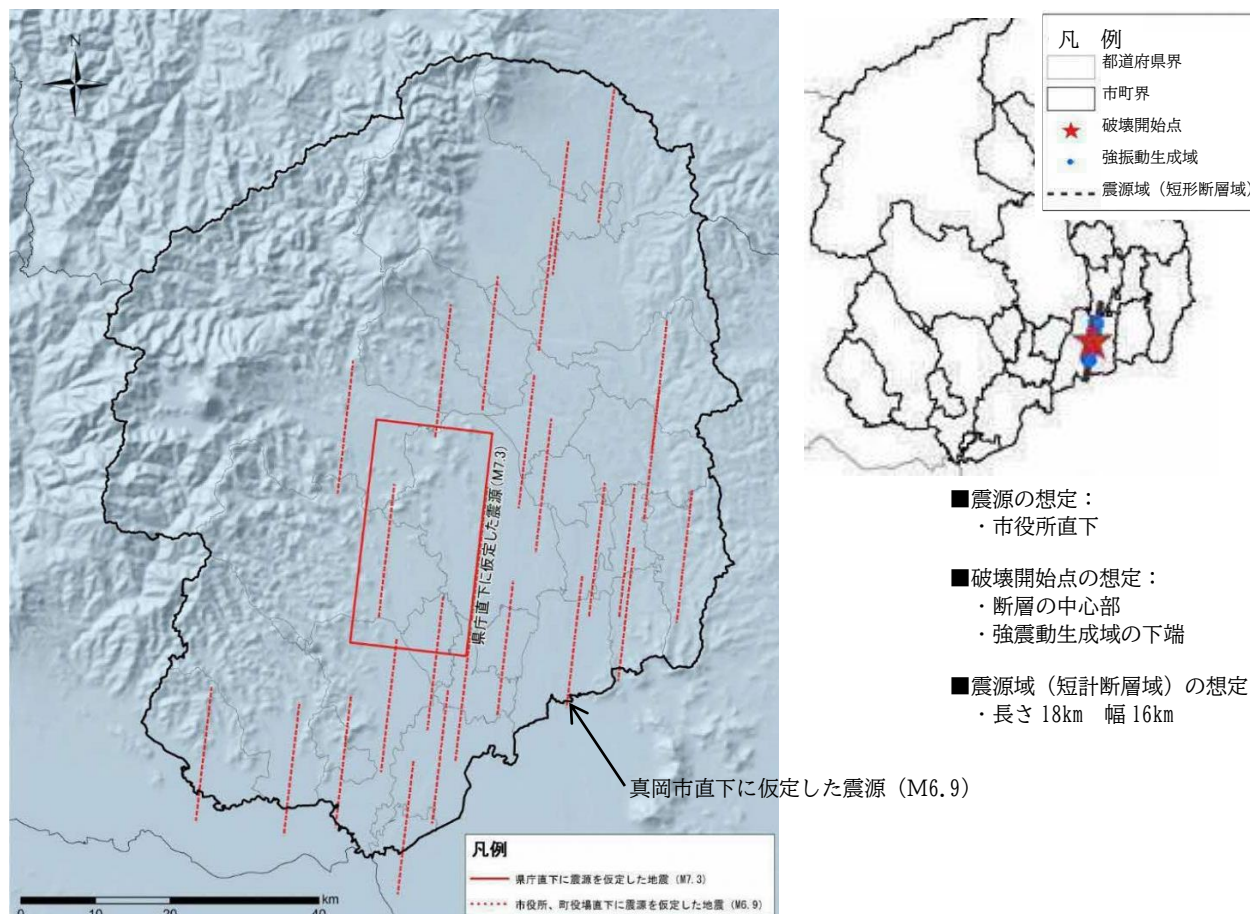 N
県庁直下に仮定した震源(M7.3)
真岡市直下に仮定した震源（M6.9）
凡例
県庁直下に震源を仮定した地震 (M7.3)
市役所、町役場直下に震源を仮定した地震 (M6.9)
0 10 20 40
km
凡　例
都道府県界
市町界
破壊開始点
強振動生成域
震源域（短形断層域）
■震源の想定：
・市役所直下
■破壊開始点の想定：
・断層の中心部
・強震動生成域の下端
■震源域（短計断層域）の想定
・長さ 18km　幅 16km